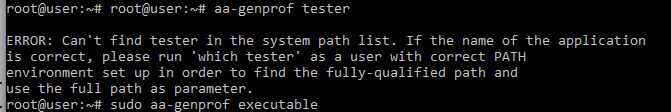 root@user:~# root@user:~# aa-genprof tester
ERROR: Can't find tester in the system path list. If the name of the application
is correct, please run 'which tester' as a user with correct PATH
environment set up in order to find the fully-qualified path and
use the full path as parameter.
root@user:~# sudo aa-genprof executable